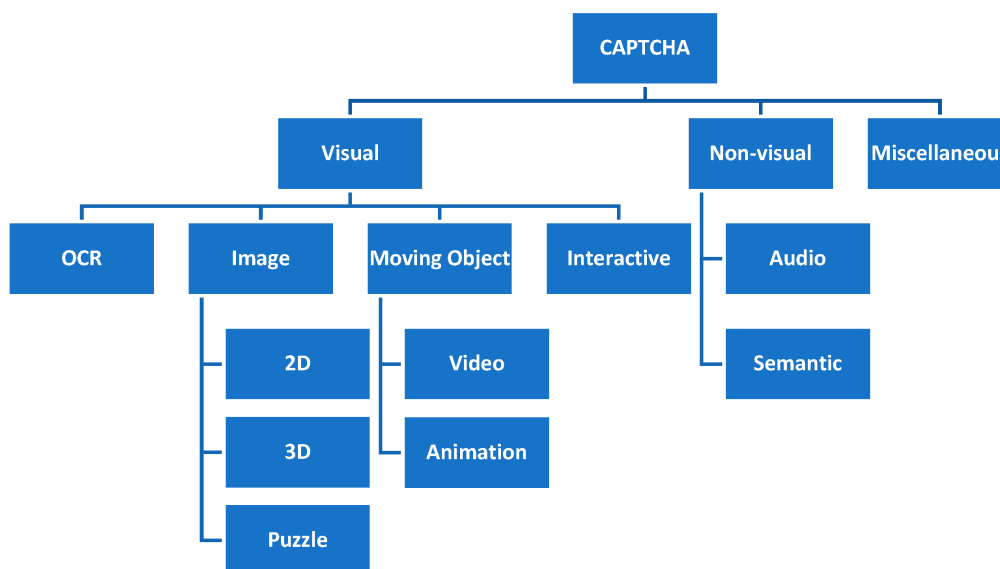 CAPTCHA
Visual
Non-visual
Miscellaneou
OCR
Image
Moving Object
Interactive
Audio
2D
Video
Semantic
3D
Animation
Puzzle